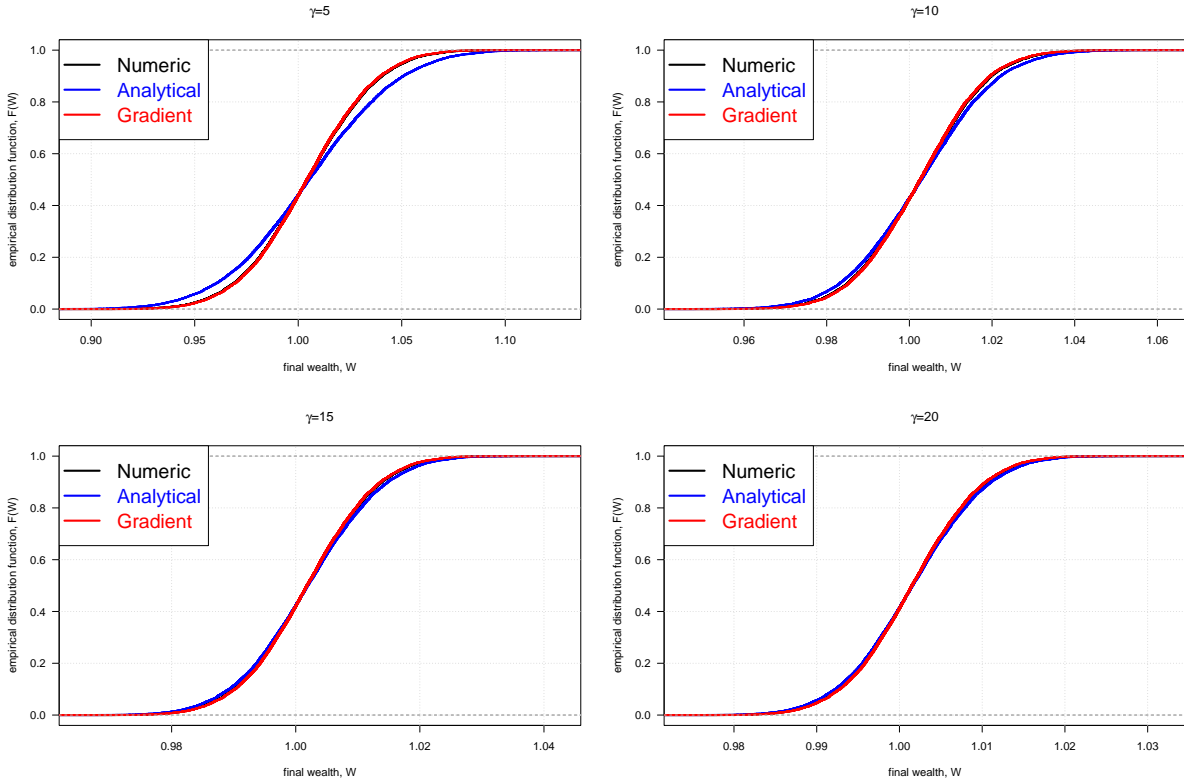 γ=5
empirical distribution function, F(W)
1.0
0.8
0.6
0.4
0.2
0.0
Numeric
Analytical
Gradient
0.90 0.95 1.00 1.05 1.10
final wealth, W
γ=10
empirical distribution function, F(W)
1.0
0.8
0.6
0.4
0.2
0.0
Numeric
Analytical
Gradient
0.96 0.98 1.00 1.02 1.04 1.06
final wealth, W
γ=15
empirical distribution function, F(W)
1.0
0.8
0.6
0.4
0.2
0.0
Numeric
Analytical
Gradient
0.98 1.00 1.02 1.04
final wealth, W
γ=20
empirical distribution function, F(W)
1.0
0.8
0.6
0.4
0.2
0.0
Numeric
Analytical
Gradient
0.98 0.99 1.00 1.01 1.02 1.03
final wealth, W